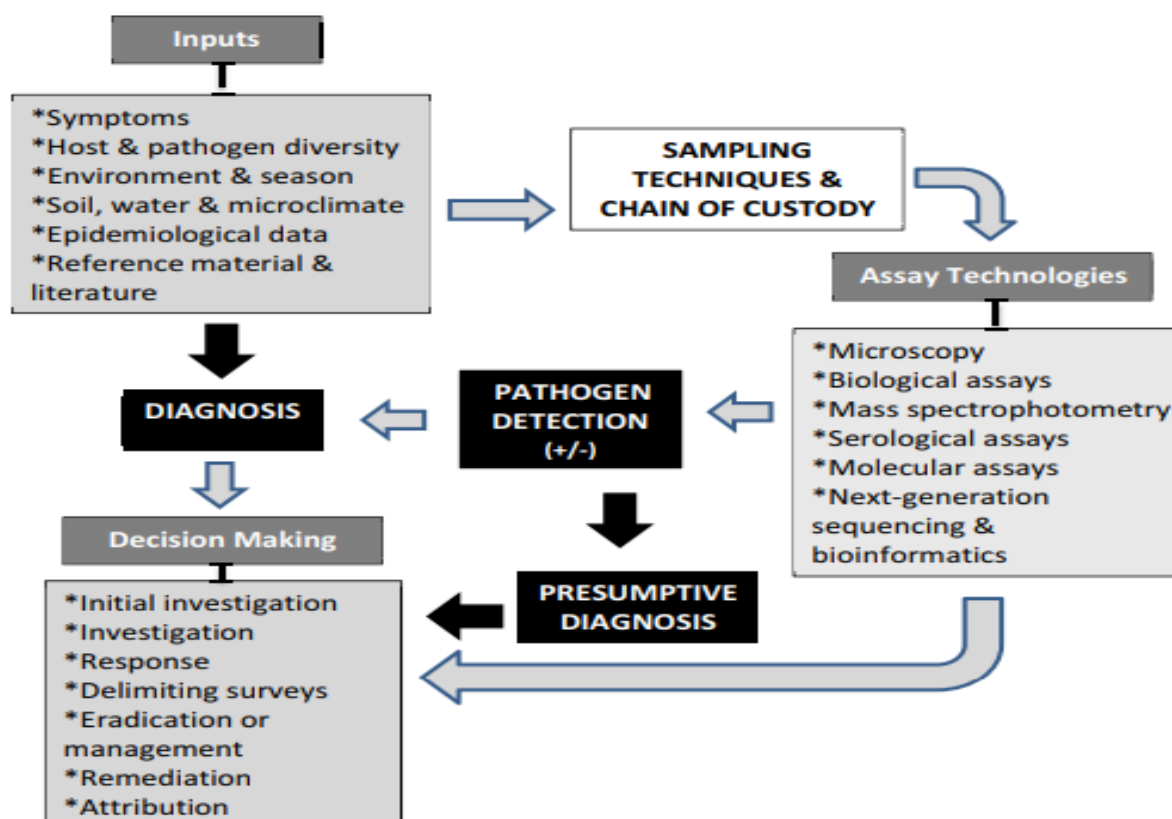 Inputs
*Symptoms
*Host & pathogen diversity
*Environment & season
*Soil, water & microclimate
*Epidemiological data
*Reference material &
literature
SAMPLING
TECHNIQUES &
CHAIN OF CUSTODY
Assay Technologies
*Microscopy
*Biological assays
*Mass spectrophotometry
*Serological assays
*Molecular assays
*Next-generation
sequencing &
bioinformatics
PATHOGEN
DETECTION
(+/-)
DIAGNOSIS
PRESUMPTIVE
DIAGNOSIS
Decision Making
*Initial investigation
*Investigation
*Response
*Delimiting surveys
*Eradication or
management
*Remediation
*Attribution